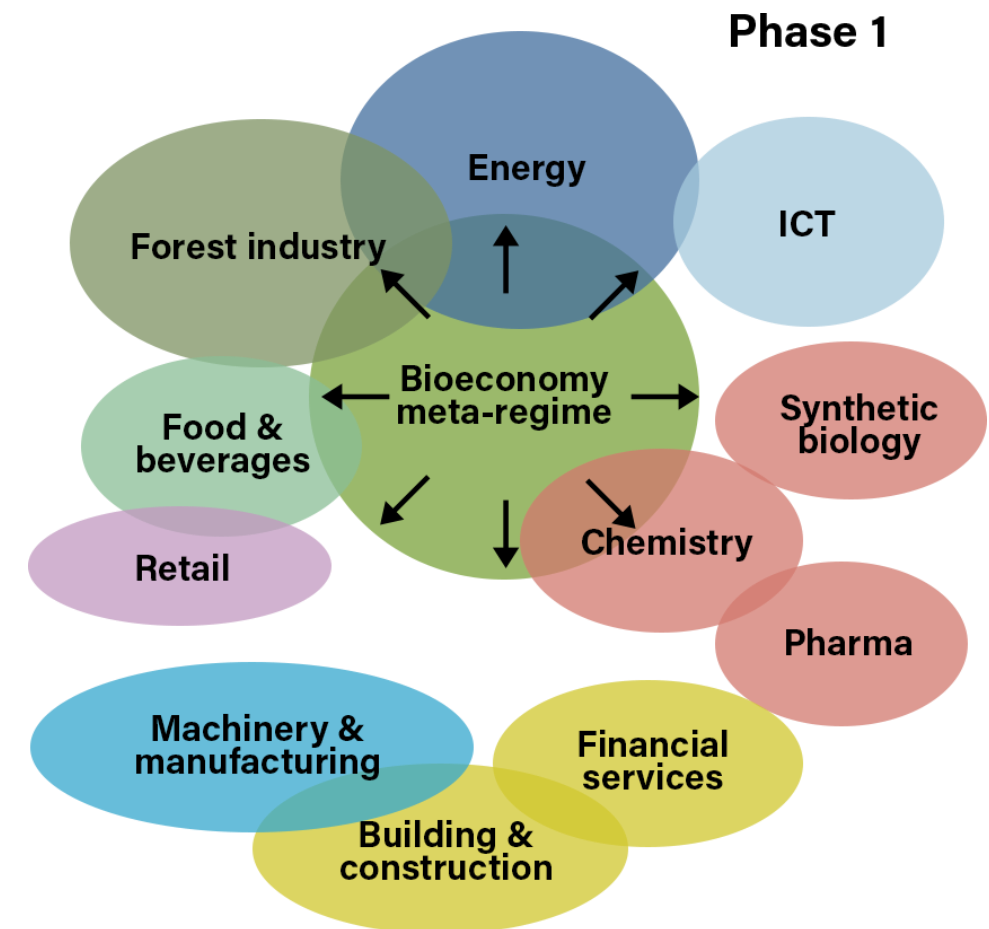 Phase 1
Energy
ICT
Forest industry
Bioeconomy
meta-regime
Synthetic
biology
Food &
beverages
Chemistry
Retail
Pharma
Machinery &
manufacturing
Financial
services
Building &
construction